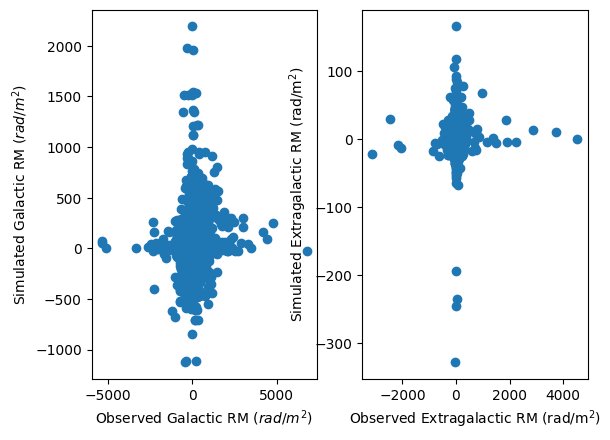 2000
1500
1000
500
0
−500
−1000
−5000 0 5000
Simulated Galactic RM (rad/m²)
Observed Galactic RM (rad/m²)
100
0
−100
−200
−300
−2000 0 2000 4000
Simulated Extragalactic RM (rad/m²)
Observed Extragalactic RM (rad/m²)